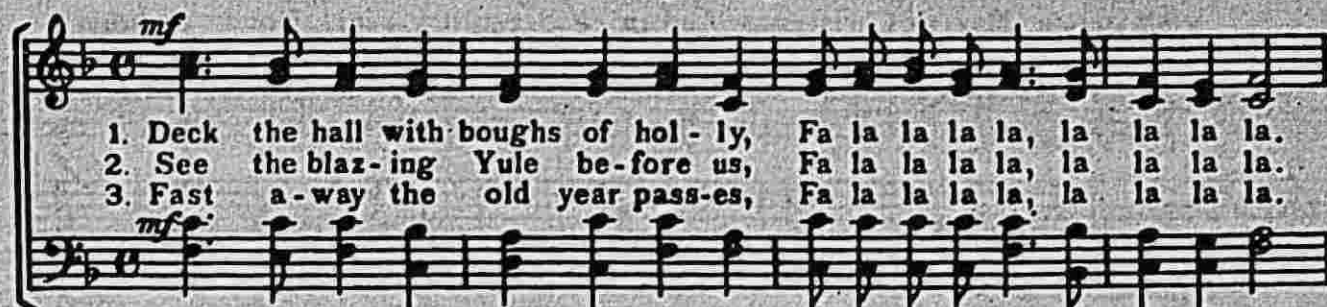 mf
1. Deck the hall with boughs of hol - ly, Fa la la la la, la la la la.
2. See the blaz - ing Yule be - fore us, Fa la la la la, la la la la.
3. Fast a - way the old year pass - es, Fa la la la la, la la la la.
mf